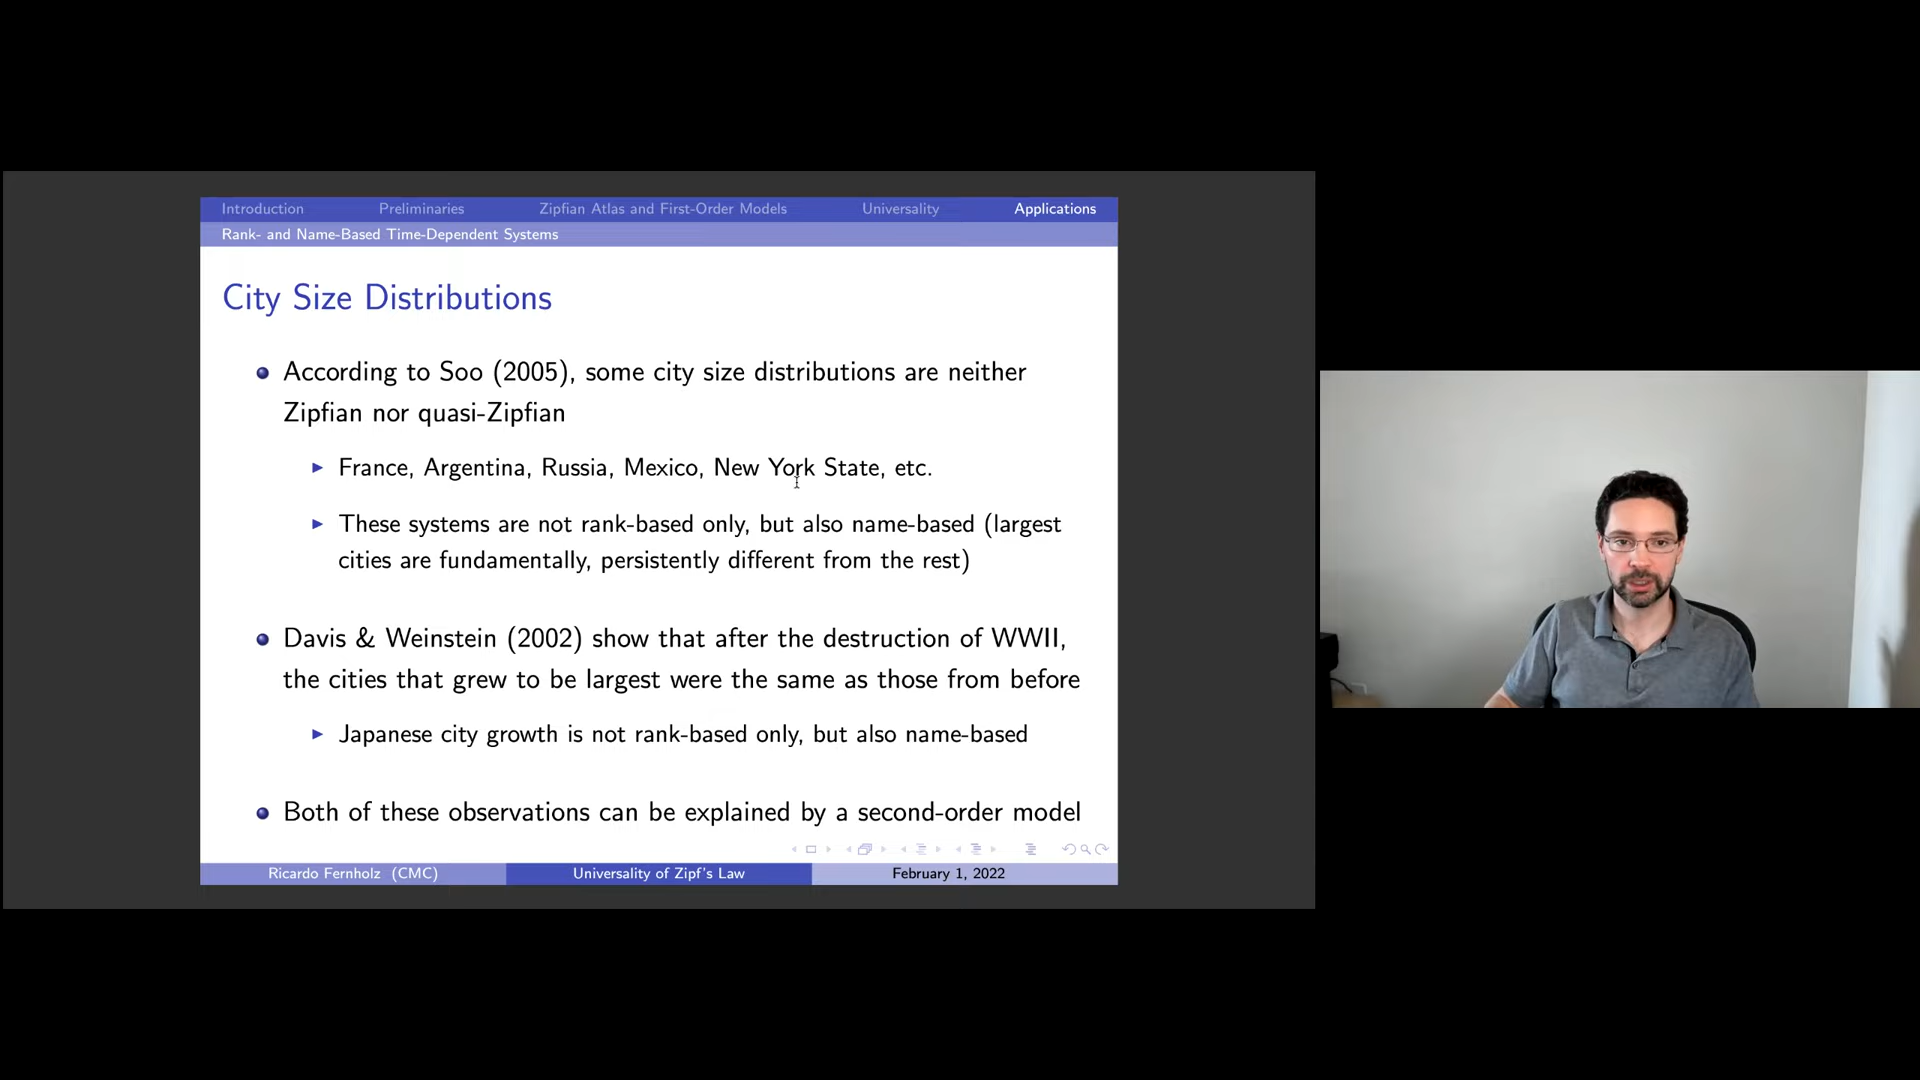 Introduction Preliminaries Zipfian Atlas and First-Order Models Universality Applications
Rank- and Name-Based Time-Dependent Systems
City Size Distributions
According to Soo (2005), some city size distributions are neither
Zipfian nor quasi-Zipfian
France, Argentina, Russia, Mexico, New York State, etc.
These systems are not rank-based only, but also name-based (largest
cities are fundamentally, persistently different from the rest)
Davis & Weinstein (2002) show that after the destruction of WWII,
the cities that grew to be largest were the same as those from before
Japanese city growth is not rank-based only, but also name-based
Both of these observations can be explained by a second-order model
Ricardo Fernholz (CMC) Universality of Zipf's Law February 1, 2022